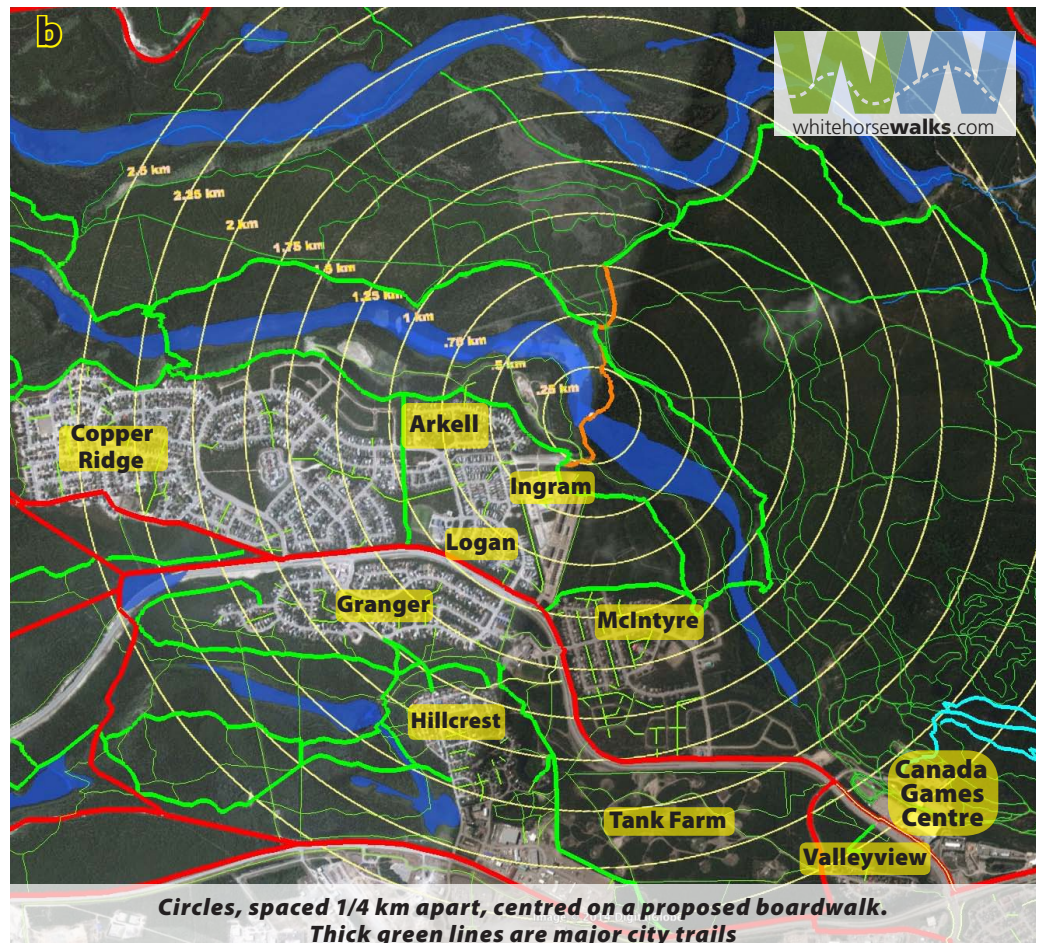 b
whitehorsewalks.com
2.5 km
2.25 km
2 km
1.75 km
1.5 km
1.25 km
1 km
.75 km
.5 km
.25 km
Copper
Ridge
Arkell
Ingram
Logan
Granger
McIntyre
Hillcrest
Canada
Games
Centre
Tank Farm
Valleyview
Circles, spaced 1/4 km apart, centred on a proposed boardwalk.
Thick green lines are major city trails